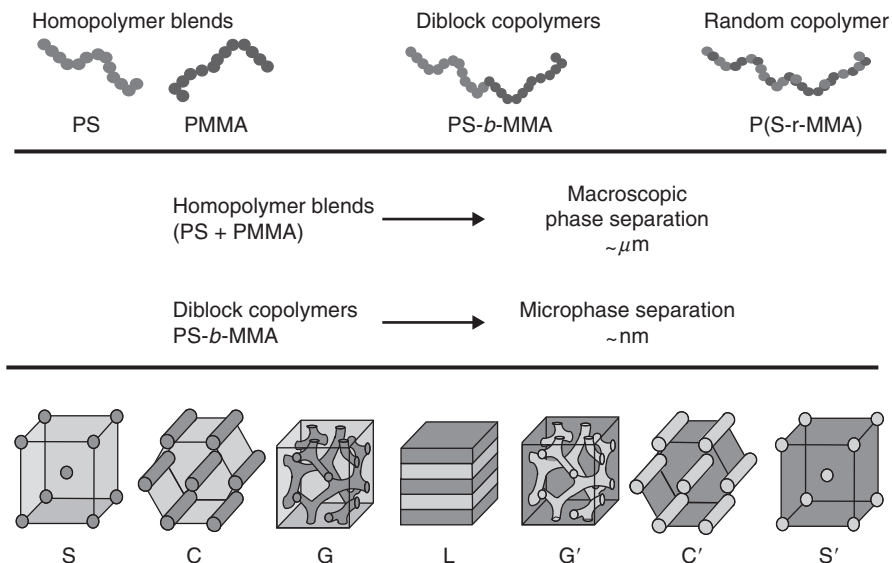 Homopolymer blends
Diblock copolymers
Random copolymer
PS
PMMA
PS-b-MMA
P(S-r-MMA)
Homopolymer blends
(PS + PMMA)
Macroscopic
phase separation
~μm
Diblock copolymers
PS-b-MMA
Microphase separation
~nm
S
C
G
L
G′
C′
S′